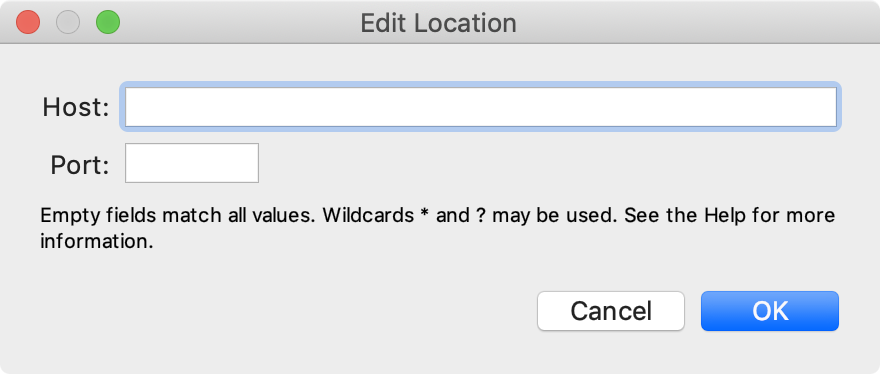 Edit Location
Host:
Port:
Empty fields match all values. Wildcards * and ? may be used. See the Help for more
information.
Cancel
OK